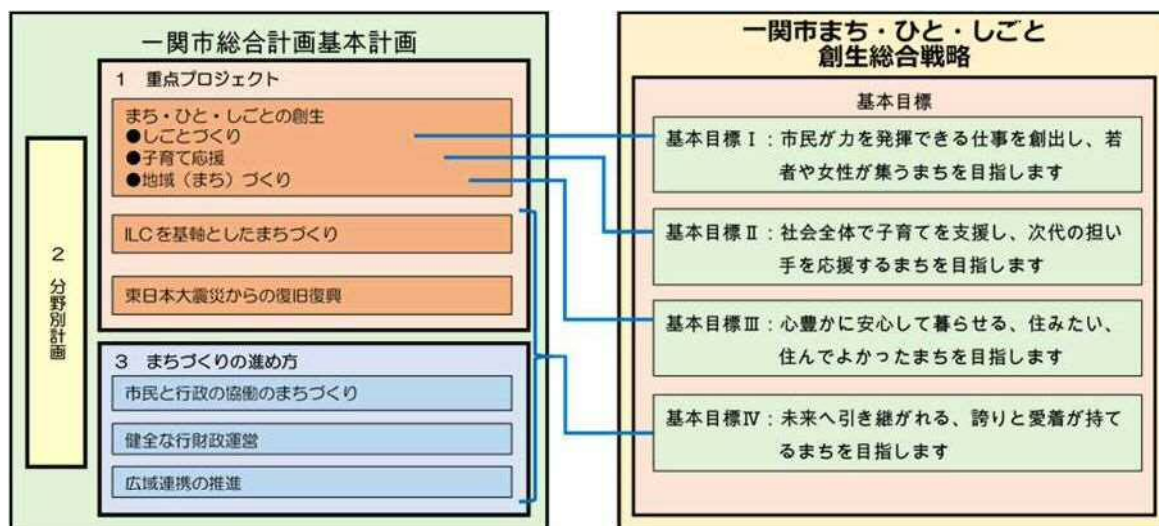 一関市総合計画基本計画
1 重点プロジェクト
まち・ひと・しごとの創生
●しごとづくり
●子育て応援
●地域（まち）づくり
ILCを基軸としたまちづくり
東日本大震災からの復旧復興
2 分野別計画
3 まちづくりの進め方
市民と行政の協働のまちづくり
健全な行財政運営
広域連携の推進
一関市まち・ひと・しごと
創生総合戦略
基本目標
基本目標Ⅰ：市民が力を発揮できる仕事を創出し、若
者や女性が集うまちを目指します
基本目標Ⅱ：社会全体で子育てを支援し、次代の担い
手を応援するまちを目指します
基本目標Ⅲ：心豊かに安心して暮らせる、住みたい、
住んでよかったまちを目指します
基本目標Ⅳ：未来へ引き継がれる、誇りと愛着が持て
るまちを目指します